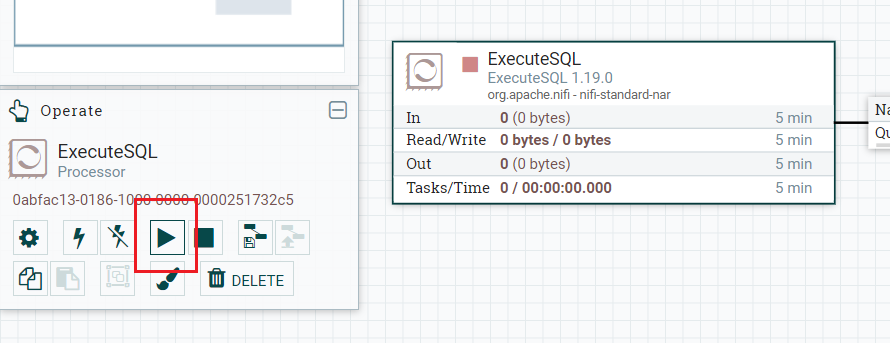 Operate
ExecuteSQL
Processor
0abfac13-0186-1000-0000-0000251732c5
DELETE
ExecuteSQL
ExecuteSQL 1.19.0
org.apache.nifi - nifi-standard-nar
In 0 (0 bytes) 5 min
Read/Write 0 bytes / 0 bytes 5 min
Out 0 (0 bytes) 5 min
Tasks/Time 0 / 00:00:00.000 5 min
Na
Qu